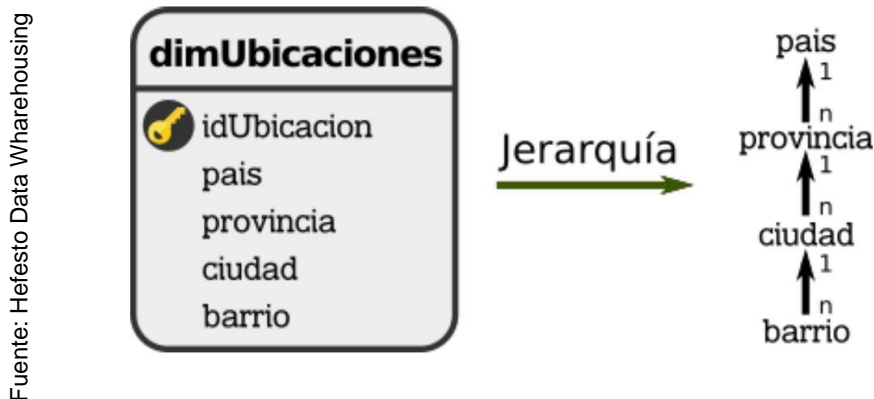 Fuente: Hefesto Data Wharehousing
dimUbicaciones
idUbicacion
pais
provincia
ciudad
barrio
Jerarquía
pais
1
n
provincia
1
n
ciudad
1
n
barrio